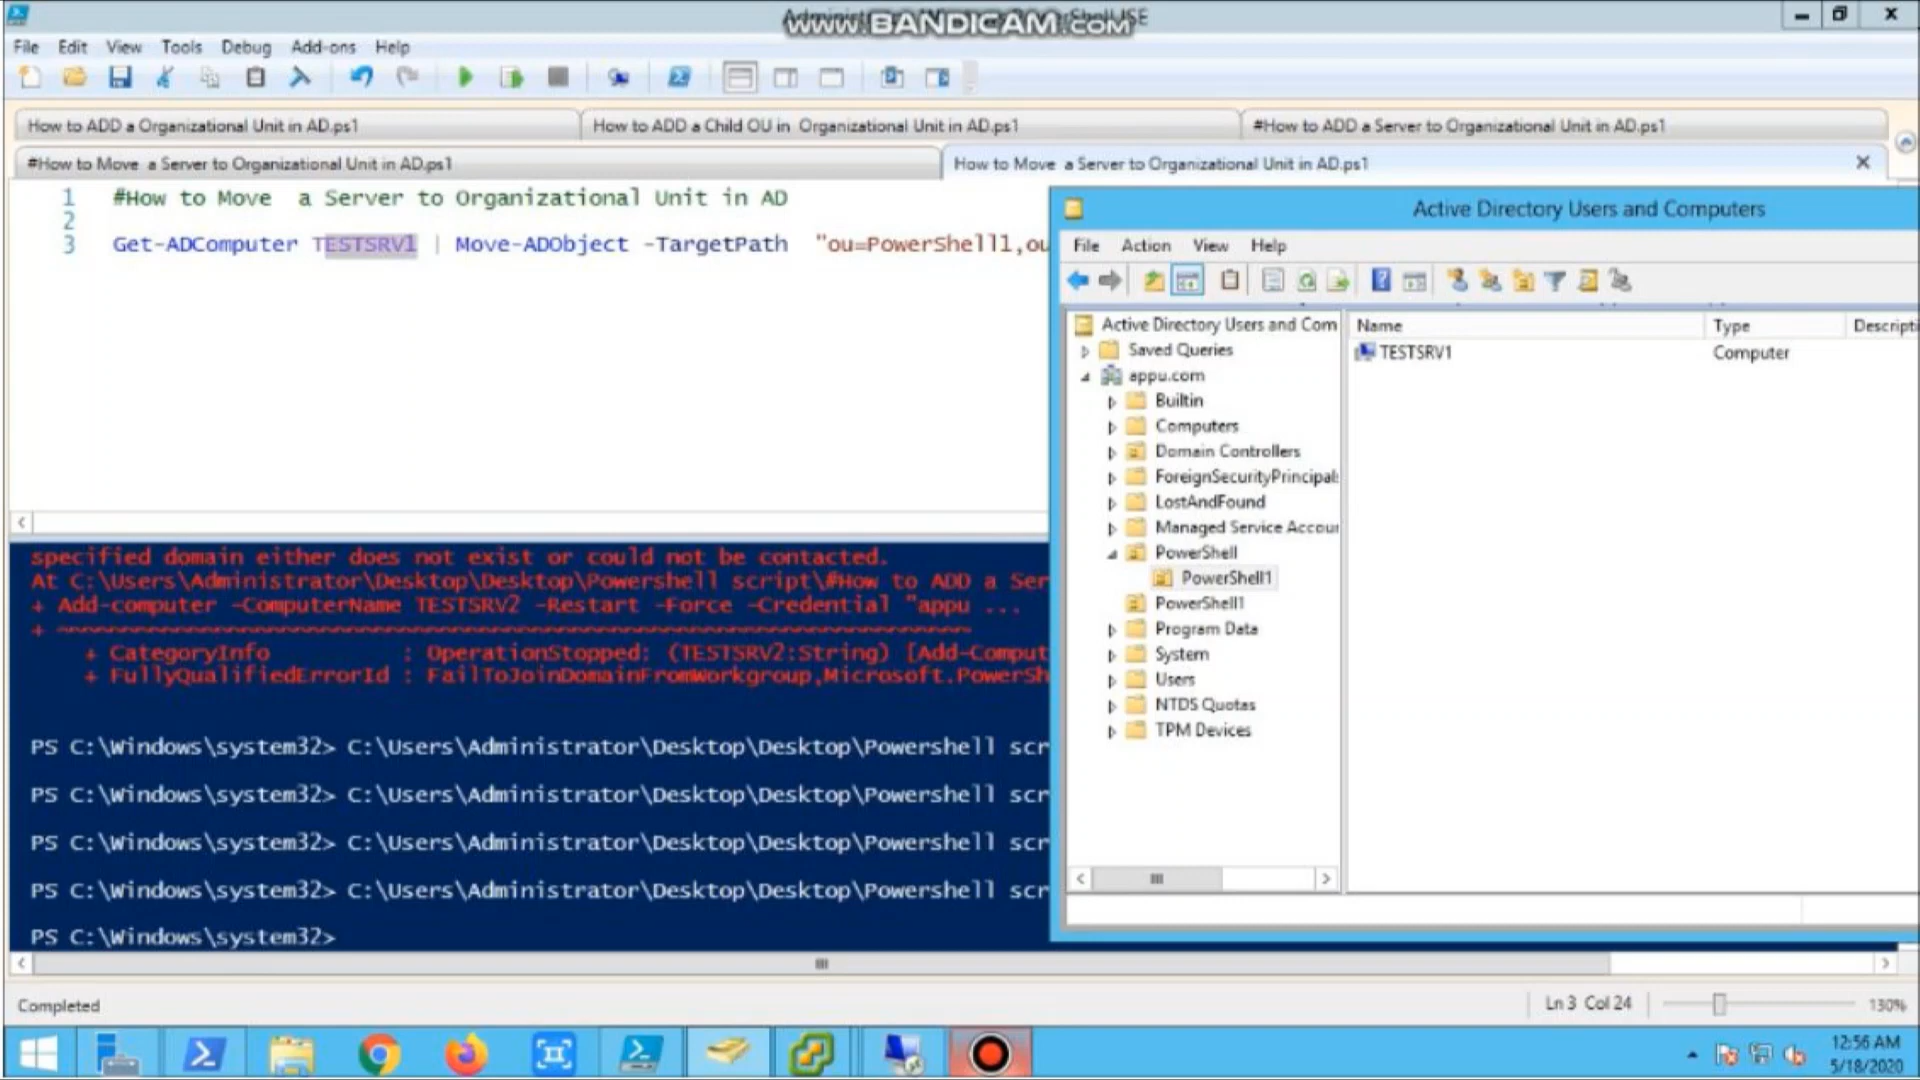 WWW.BANDICAM.COM
File Edit View Tools Debug Add-ons Help
How to ADD a Organizational Unit in AD.ps1
How to ADD a Child OU in Organizational Unit in AD.ps1
#How to ADD a Server to Organizational Unit in AD.ps1
#How to Move a Server to Organizational Unit in AD.ps1
How to Move a Server to Organizational Unit in AD.ps1
1 #How to Move a Server to Organizational Unit in AD
2
3 Get-ADComputer TESTSRV1 | Move-ADObject -TargetPath "ou=PowerShell1,ou
specified domain either does not exist or could not be contacted.
At C:\Users\Administrator\Desktop\Desktop\Powershell script\#How to ADD a Ser
+ Add-computer -ComputerName TESTSRV2 -Restart -Force -Credential "appu ...
+ ~~~~~~~~~~~~~~~~~~~~~~~~~~~~~~~~~~~~~~~~~~~~~~~~~~~~~~~~~~~~~~~~~~~~~
+ CategoryInfo : OperationStopped: (TESTSRV2:String) [Add-Comput
+ FullyQualifiedErrorId : FailToJoinDomainFromWorkgroup,Microsoft.PowerSh
PS C:\Windows\system32> C:\Users\Administrator\Desktop\Desktop\Powershell scr
PS C:\Windows\system32> C:\Users\Administrator\Desktop\Desktop\Powershell scr
PS C:\Windows\system32> C:\Users\Administrator\Desktop\Desktop\Powershell scr
PS C:\Windows\system32> C:\Users\Administrator\Desktop\Desktop\Powershell scr
PS C:\Windows\system32>
Completed
Ln 3 Col 24
130%
Active Directory Users and Computers
File Action View Help
Active Directory Users and Com
Saved Queries
appu.com
Builtin
Computers
Domain Controllers
ForeignSecurityPrincipals
LostAndFound
Managed Service Accour
PowerShell
PowerShell1
PowerShell1
Program Data
System
Users
NTDS Quotas
TPM Devices
Name Type Descripti
TESTSRV1 Computer
12:56 AM
5/18/2020